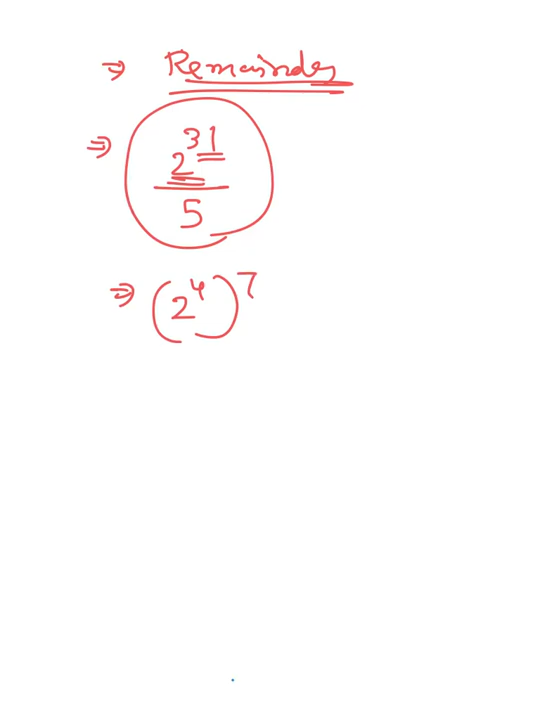 ⇒ Remainder
⇒ 2^31
5
⇒ (2^4)^7